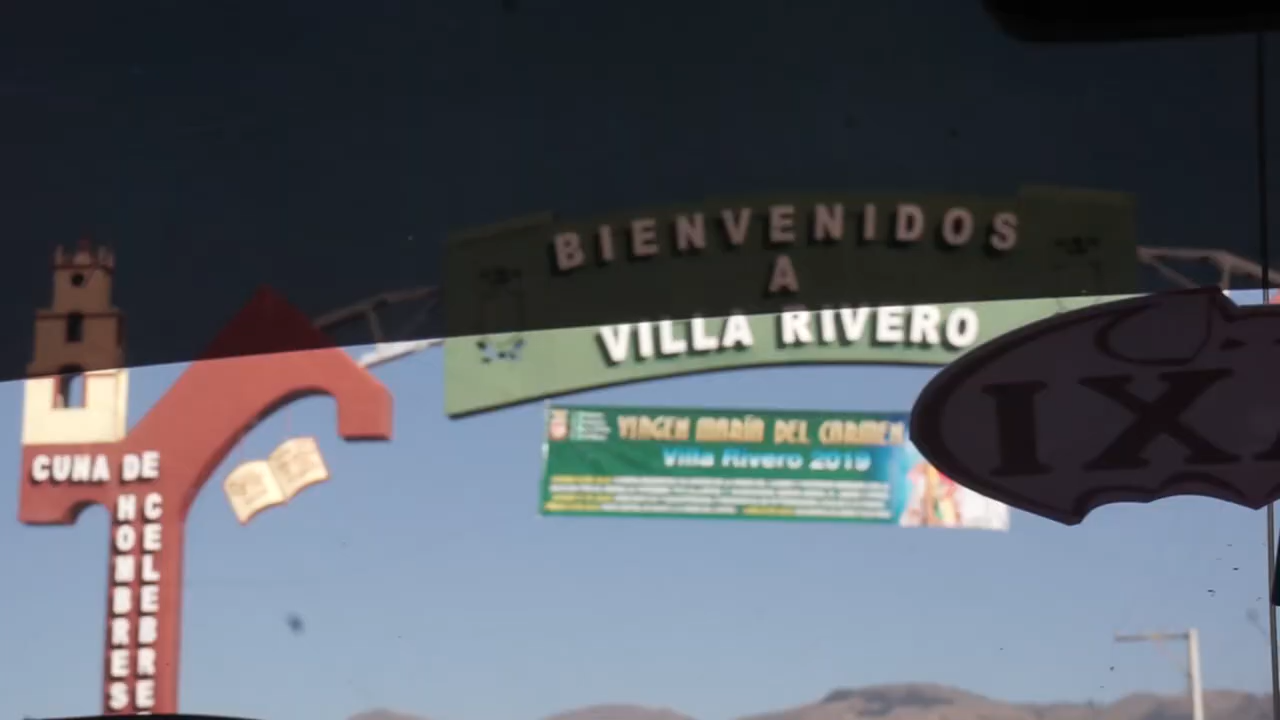 BIENVENIDOS
A
VILLA RIVERO
VIRGEN MARÍA DEL CARMEN
Villa Rivero 2019
CUNA DE
HOMBRES
CELEBRES
IX